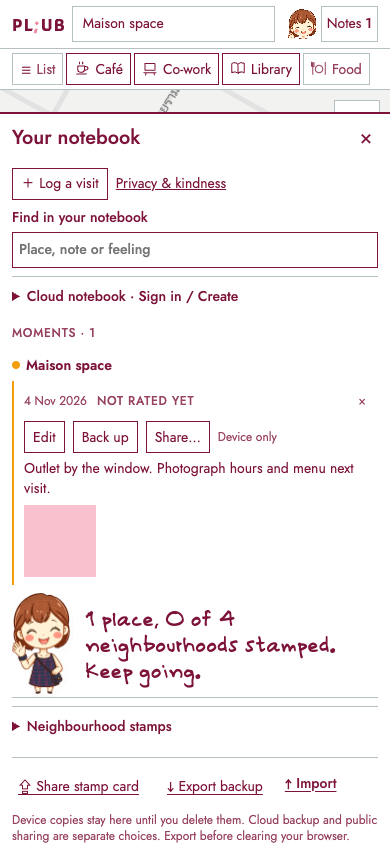 PL;UB
Maison space
Notes 1
List
Café
Co-work
Library
Food
Your notebook
×
+ Log a visit
Privacy & kindness
Find in your notebook
Place, note or feeling
Cloud notebook · Sign in / Create
MOMENTS · 1
Maison space
4 Nov 2026 NOT RATED YET ×
Edit
Back up
Share...
Device only
Outlet by the window. Photograph hours and menu next
visit.
1 place, 0 of 4
neighbourhoods stamped.
Keep going.
Neighbourhood stamps
Share stamp card
↓ Export backup
↑ Import
Device copies stay here until you delete them. Cloud backup and public
sharing are separate choices. Export before clearing your browser.